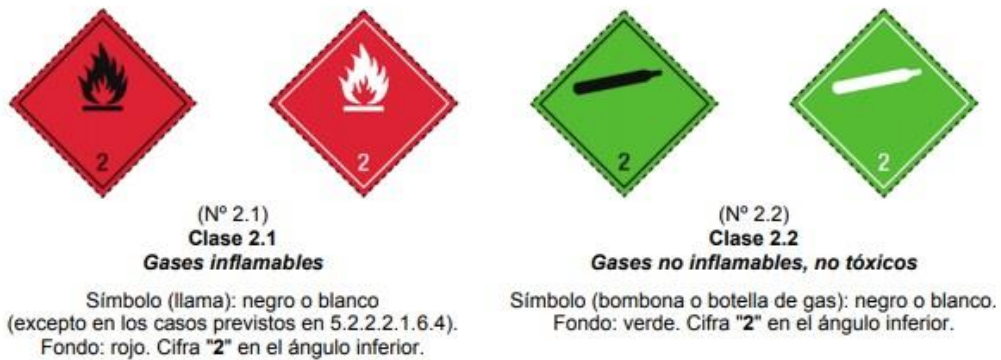 2
2
2
2
(Nº 2.1)
Clase 2.1
Gases inflamables
Símbolo (llama): negro o blanco
(excepto en los casos previstos en 5.2.2.2.1.6.4).
Fondo: rojo. Cifra "2" en el ángulo inferior.
(Nº 2.2)
Clase 2.2
Gases no inflamables, no tóxicos
Símbolo (bombona o botella de gas): negro o blanco.
Fondo: verde. Cifra "2" en el ángulo inferior.